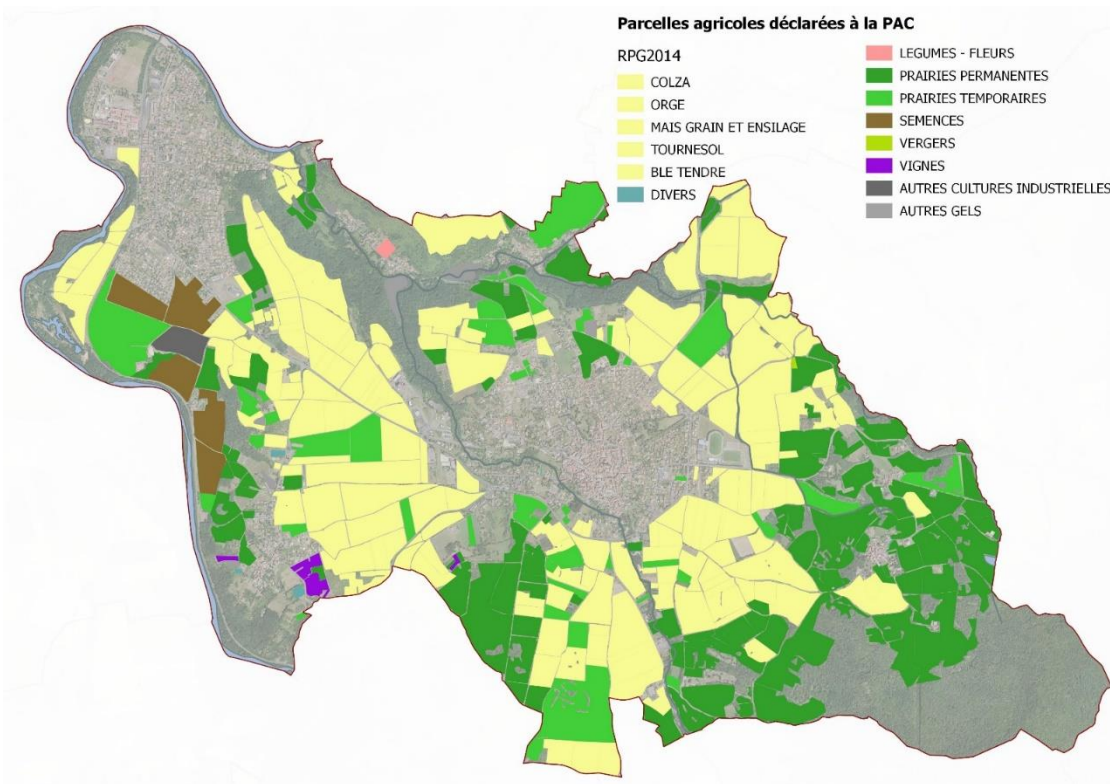 Parcelles agricoles déclarées à la PAC
RPG2014
COLZA
ORGE
MAIS GRAIN ET ENSILAGE
TOURNESOL
BLE TENDRE
DIVERS
LEGUMES - FLEURS
PRAIRIES PERMANENTES
PRAIRIES TEMPORAIRES
SEMENCES
VERGERS
VIGNES
AUTRES CULTURES INDUSTRIELLES
AUTRES GELS